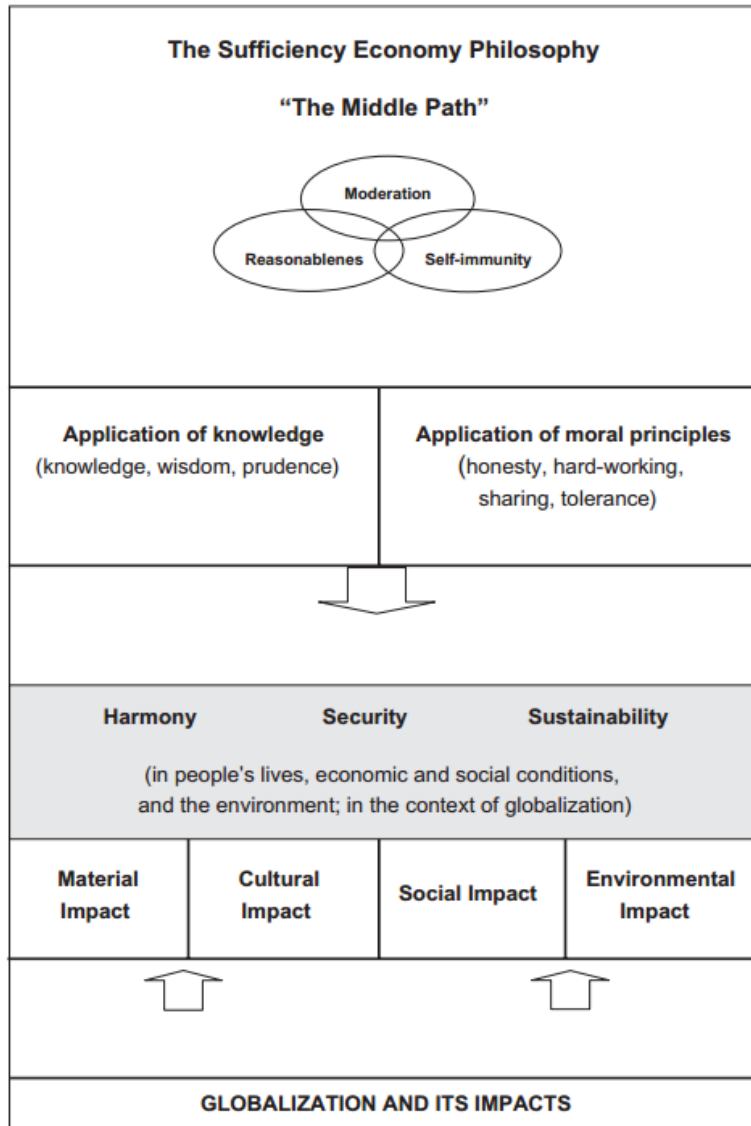 The Sufficiency Economy Philosophy
“The Middle Path”
Moderation
Reasonablenes
Self-immunity
Application of knowledge
(knowledge, wisdom, prudence)
Application of moral principles
(honesty, hard-working,
sharing, tolerance)
Harmony
Security
Sustainability
(in people's lives, economic and social conditions,
and the environment; in the context of globalization)
Material
Impact
Cultural
Impact
Social Impact
Environmental
Impact
GLOBALIZATION AND ITS IMPACTS